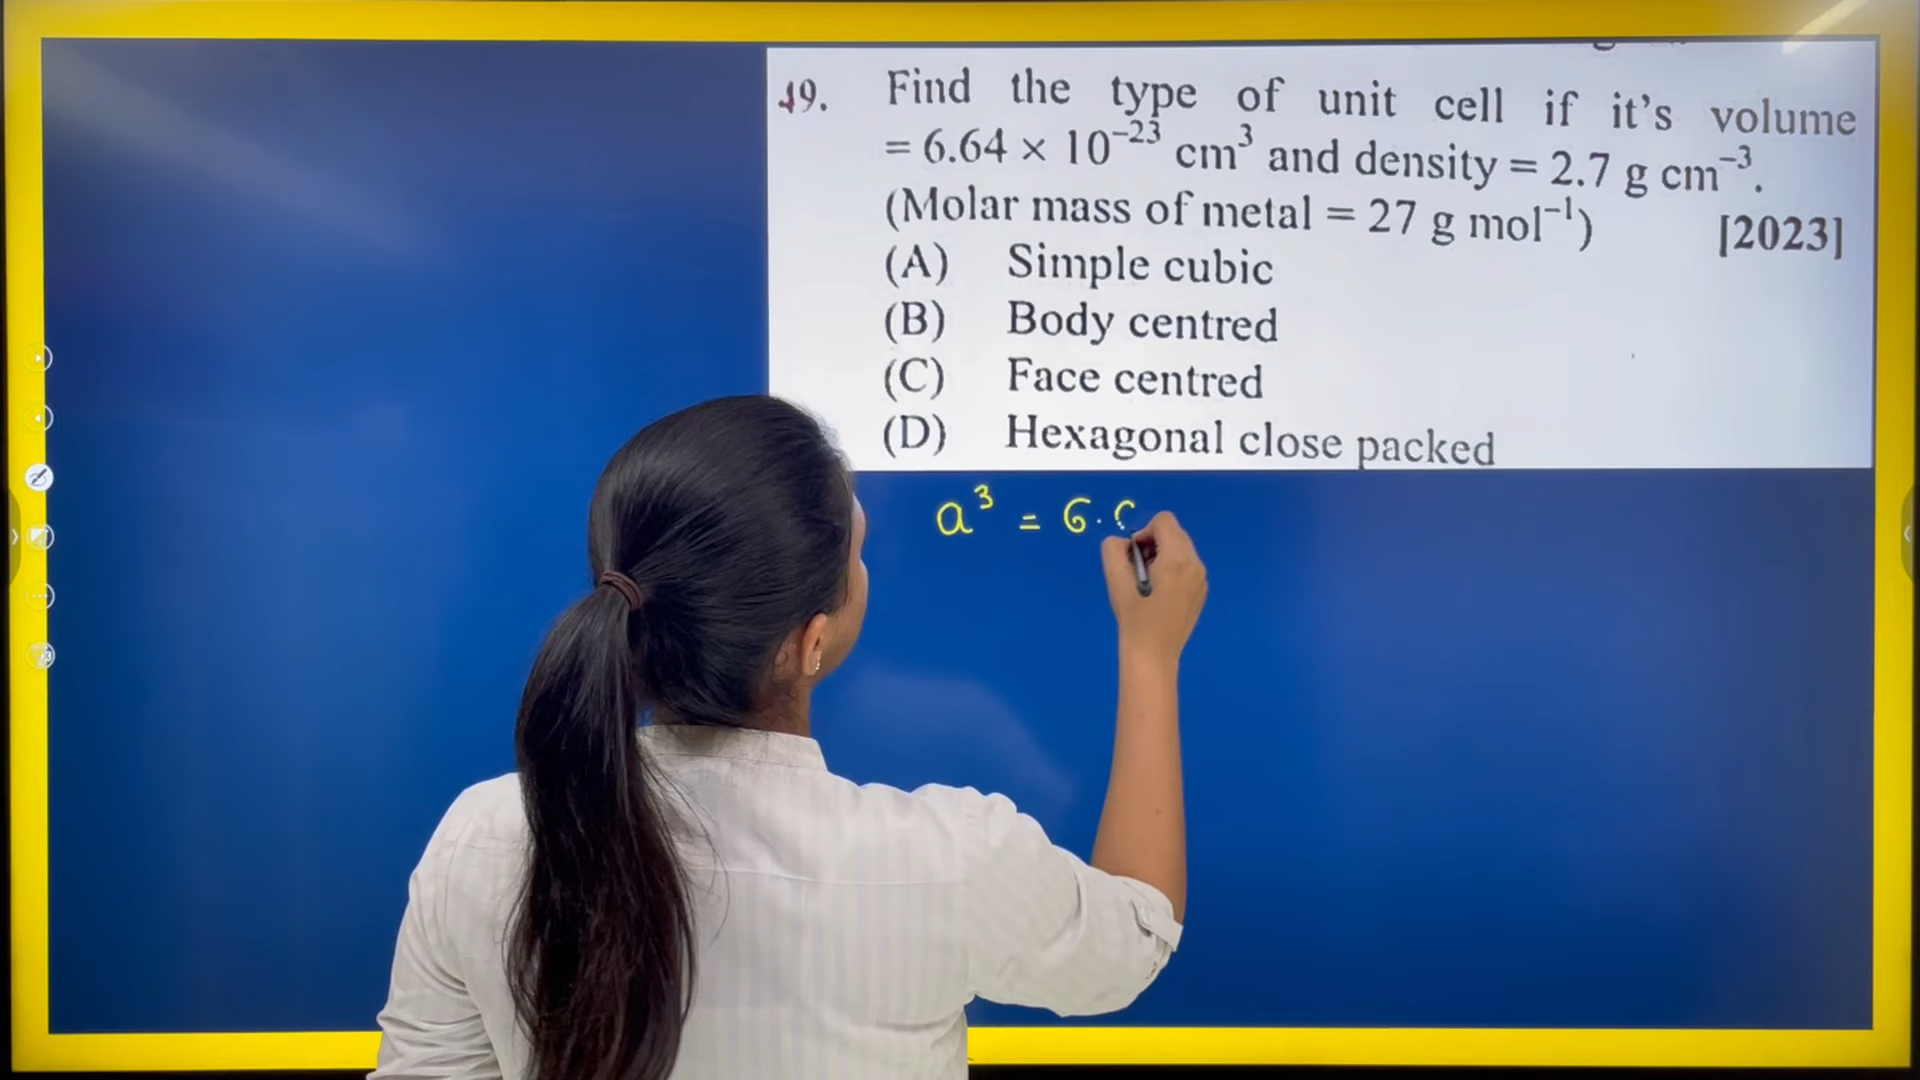 19. Find the type of unit cell if it's volume
= 6.64 × 10⁻²³ cm³ and density = 2.7 g cm⁻³.
(Molar mass of metal = 27 g mol⁻¹) [2023]
(A) Simple cubic
(B) Body centred
(C) Face centred
(D) Hexagonal close packed
a³ = 6.